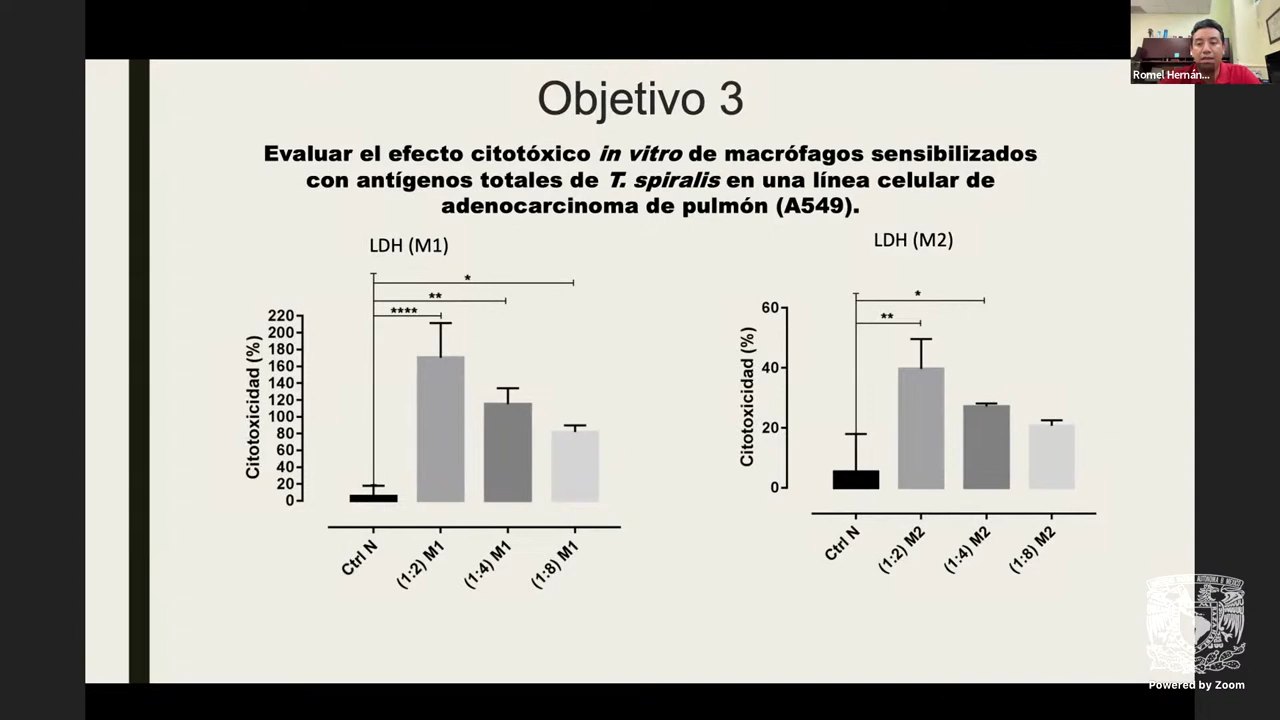 Romel Hernán...
Objetivo 3
Evaluar el efecto citotóxico in vitro de macrófagos sensibilizados
con antígenos totales de T. spiralis en una línea celular de
adenocarcinoma de pulmón (A549).
LDH (M1)
*
**
****
220
200
180
160
140
120
100
80
60
40
20
0
Citotoxicidad (%)
Ctrl N
(1:2) M1
(1:4) M1
(1:8) M1
LDH (M2)
*
**
60
40
20
0
Citotoxicidad (%)
Ctrl N
(1:2) M2
(1:4) M2
(1:8) M2
Powered by Zoom